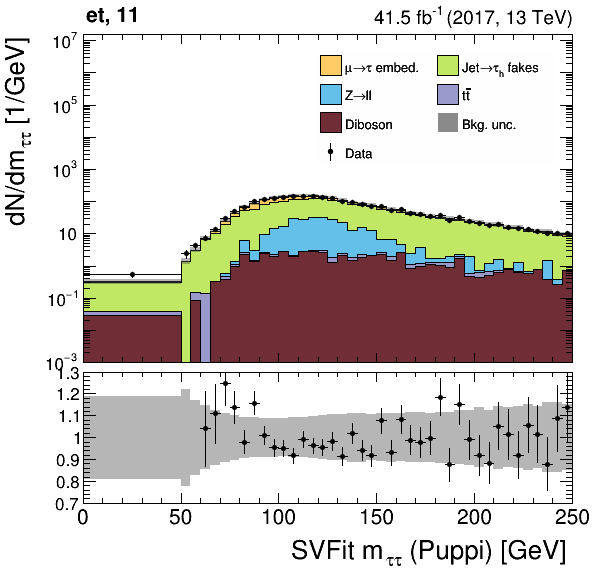 et, 11
41.5 fb⁻¹ (2017, 13 TeV)
dN/dm_ττ [1/GeV]
10⁷
10⁵
10³
10
10⁻¹
10⁻³
μ→τ embed.
Jet→τ_h fakes
Z→ll
tt̄
Diboson
Bkg. unc.
Data
1.3
1.2
1.1
1
0.9
0.8
0.7
0 50 100 150 200 250
SVFit m_ττ (Puppi) [GeV]